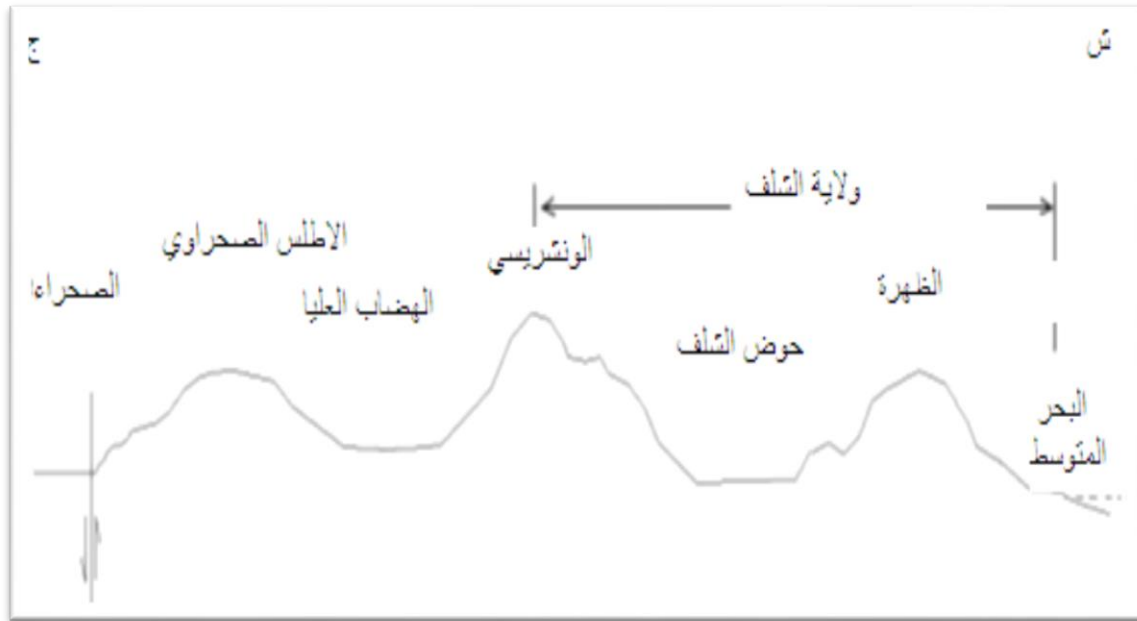 ش
ج
ولاية الشلف
الاطلس الصحراوي
الونشريسي
الظهرة
الصحراء
الهضاب العليا
حوض الشلف
البحر
المتوسط